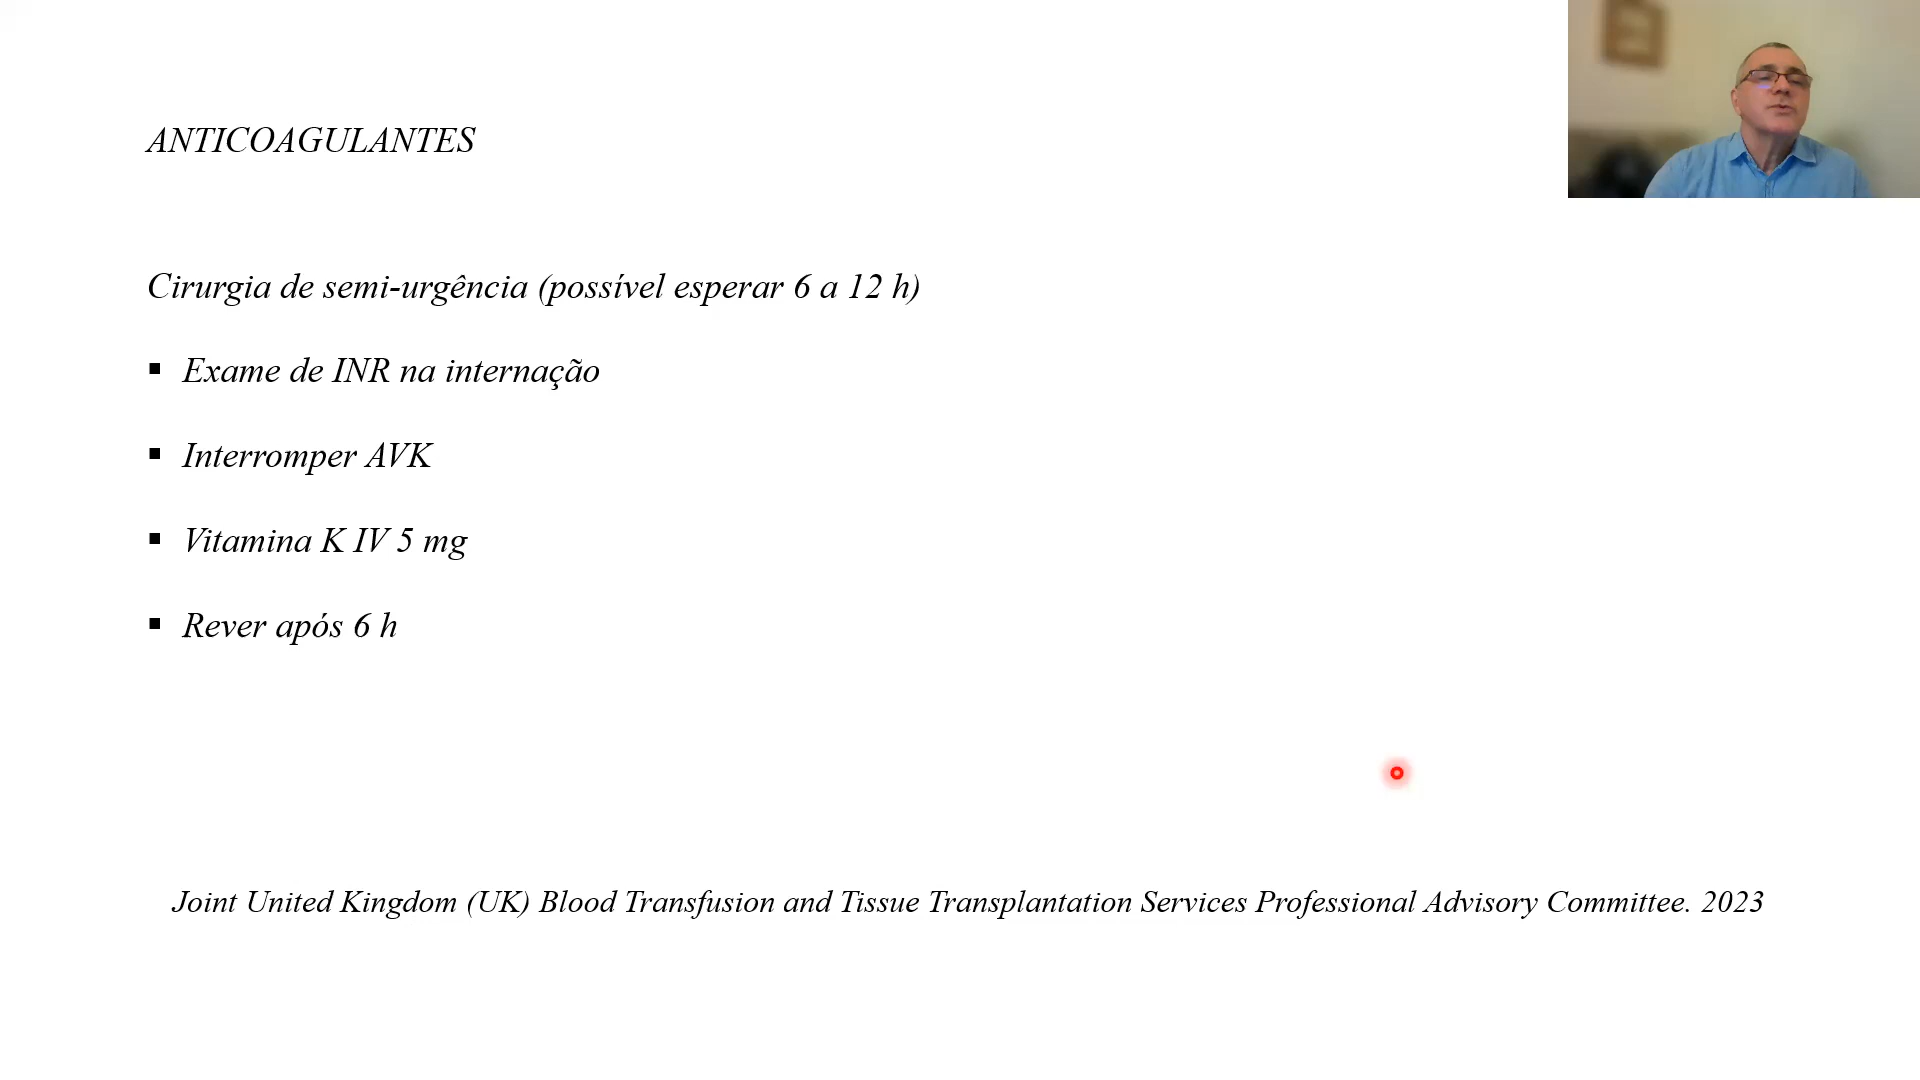 ANTICOAGULANTES
Cirurgia de semi-urgência (possível esperar 6 a 12 h)
▪ Exame de INR na internação
▪ Interromper AVK
▪ Vitamina K IV 5 mg
▪ Rever após 6 h
Joint United Kingdom (UK) Blood Transfusion and Tissue Transplantation Services Professional Advisory Committee. 2023